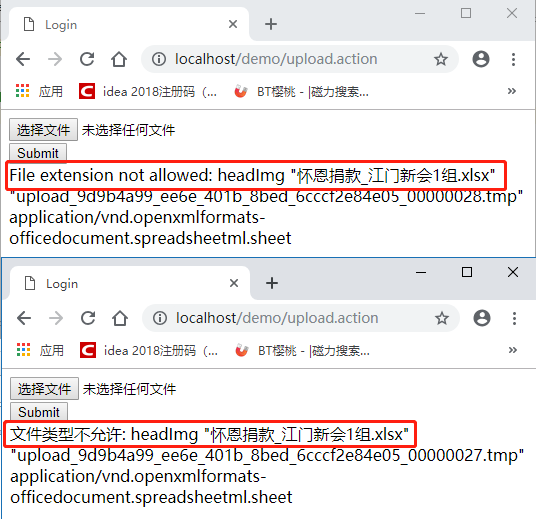 Login
localhost/demo/upload.action
应用 idea 2018注册码（... BT樱桃 - |磁力搜索... »
选择文件 未选择任何文件
Submit
File extension not allowed: headImg "怀恩捐款_江门新会1组.xlsx"
"upload_9d9b4a99_ee6e_401b_8bed_6cccf2e84e05_00000028.tmp"
application/vnd.openxmlformats-
officedocument.spreadsheetml.sheet
Login
localhost/demo/upload.action
应用 idea 2018注册码（... BT樱桃 - |磁力搜索... »
选择文件 未选择任何文件
Submit
文件类型不允许: headImg "怀恩捐款_江门新会1组.xlsx"
"upload_9d9b4a99_ee6e_401b_8bed_6cccf2e84e05_00000027.tmp"
application/vnd.openxmlformats-
officedocument.spreadsheetml.sheet